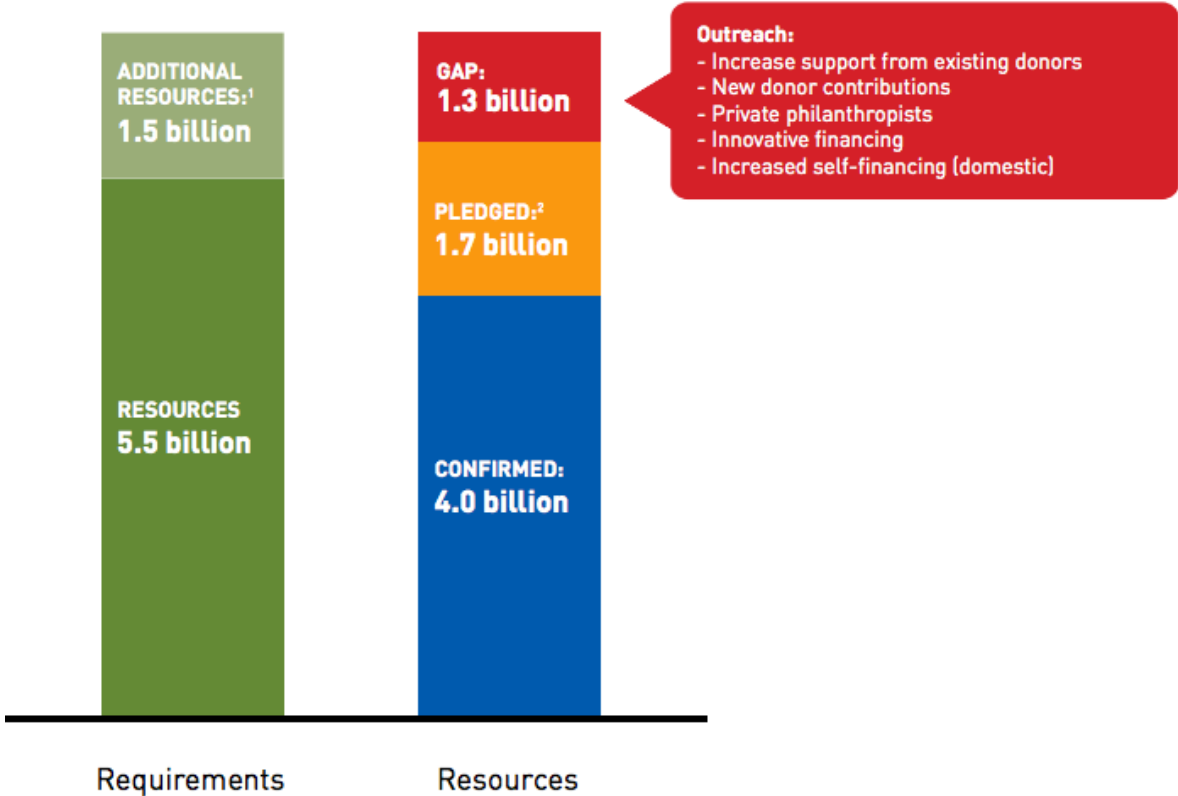 ADDITIONAL
RESOURCES:¹
1.5 billion
RESOURCES
5.5 billion
GAP:
1.3 billion
PLEDGED:²
1.7 billion
CONFIRMED:
4.0 billion
Outreach:
- Increase support from existing donors
- New donor contributions
- Private philanthropists
- Innovative financing
- Increased self-financing (domestic)
Requirements
Resources